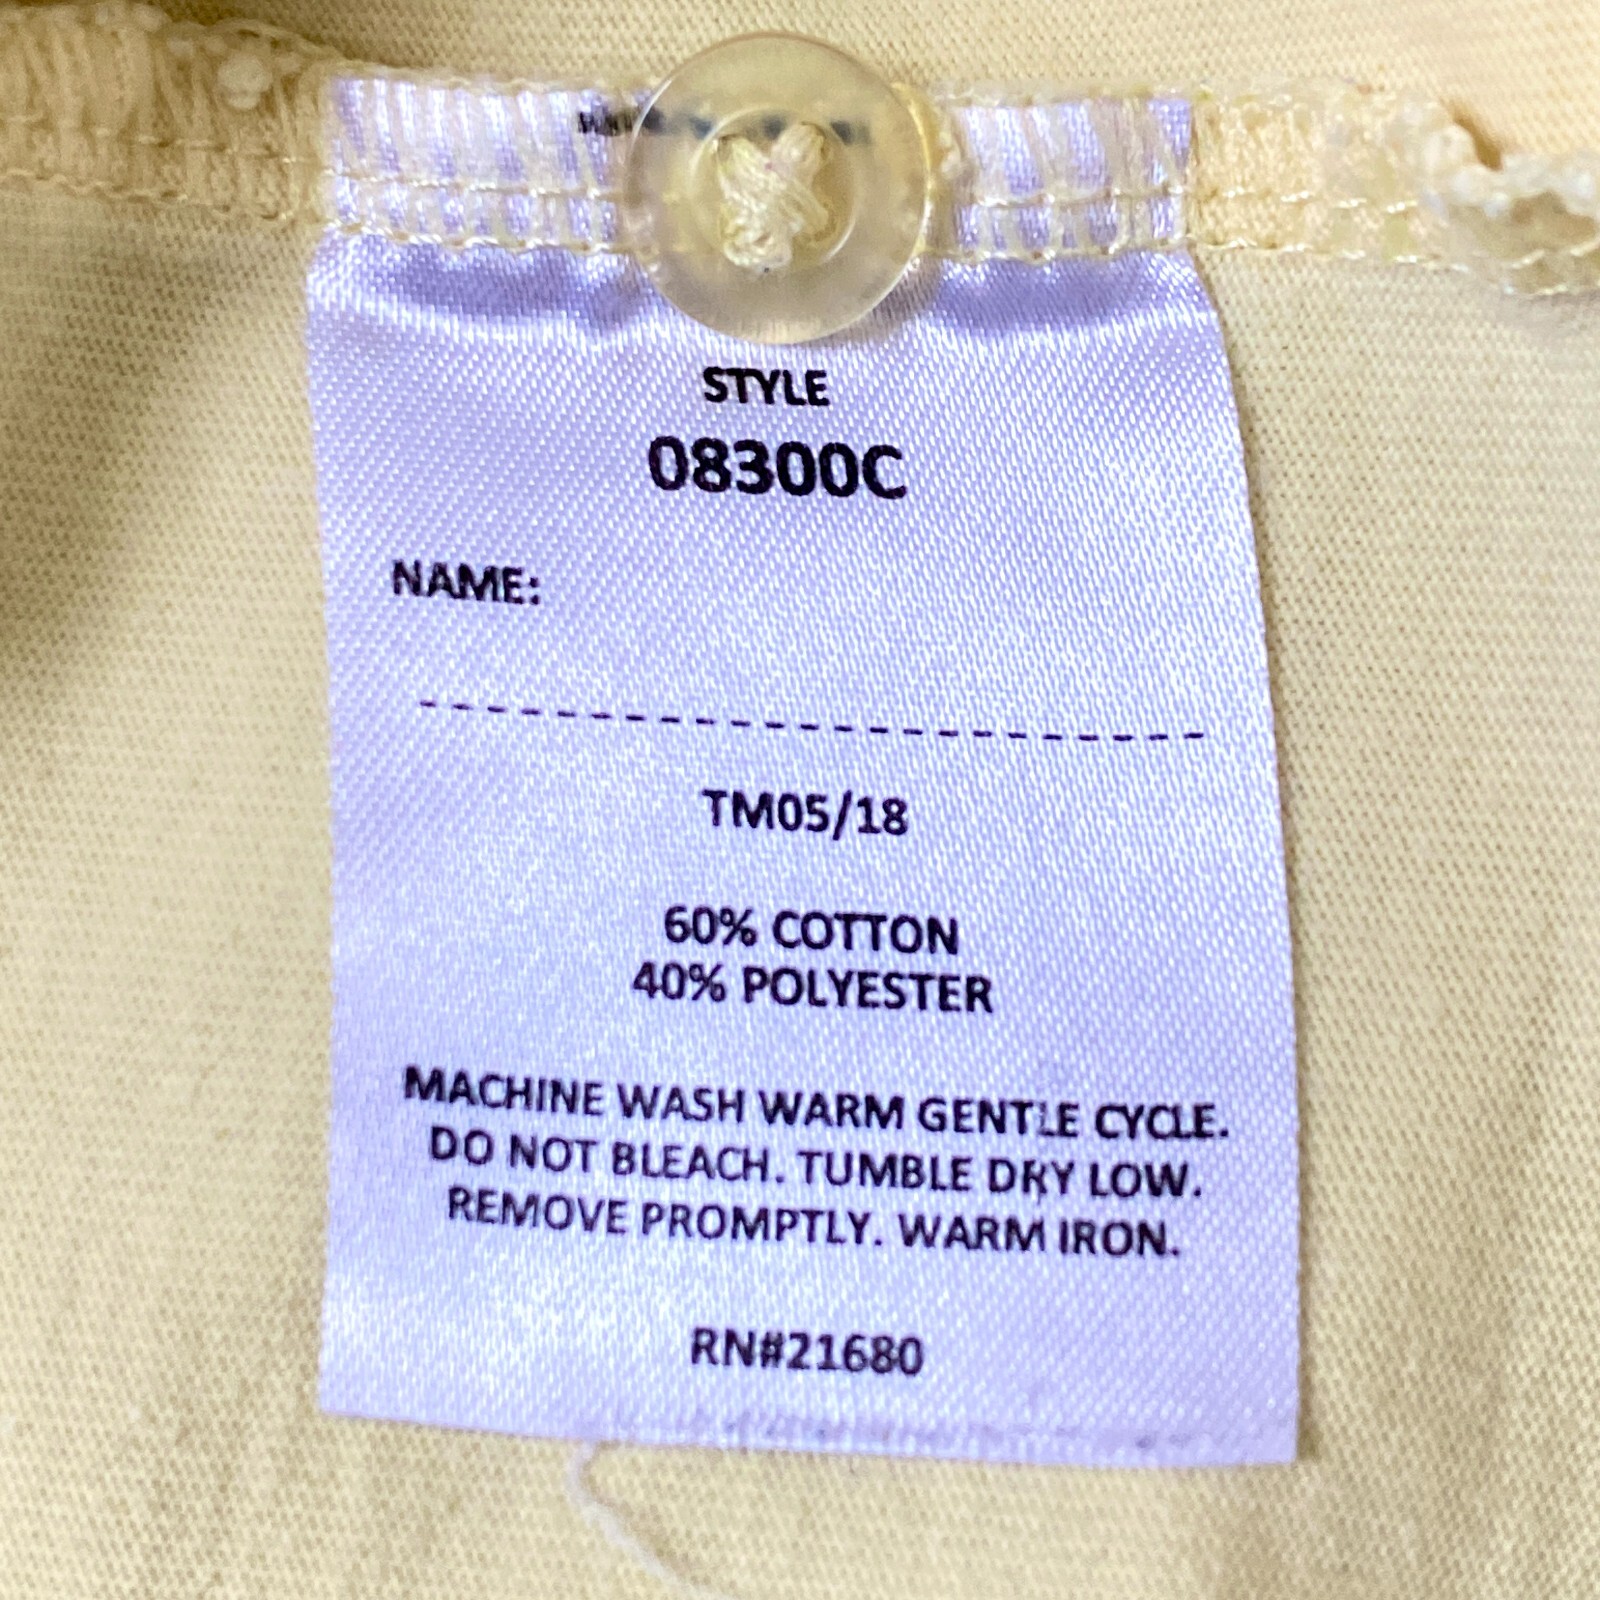 STYLE
08300C
NAME:
TM05/18
60% COTTON
40% POLYESTER
MACHINE WASH WARM GENTLE CYCLE.
DO NOT BLEACH. TUMBLE DRY LOW.
REMOVE PROMPTLY. WARM IRON.
RN#21680